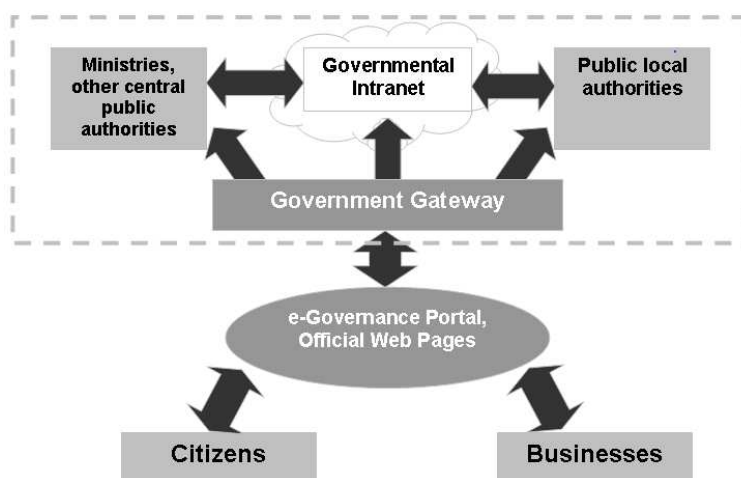 Ministries,
other central
public
authorities
Governmental
Intranet
Public local
authorities
Government Gateway
e-Governance Portal,
Official Web Pages
Citizens
Businesses